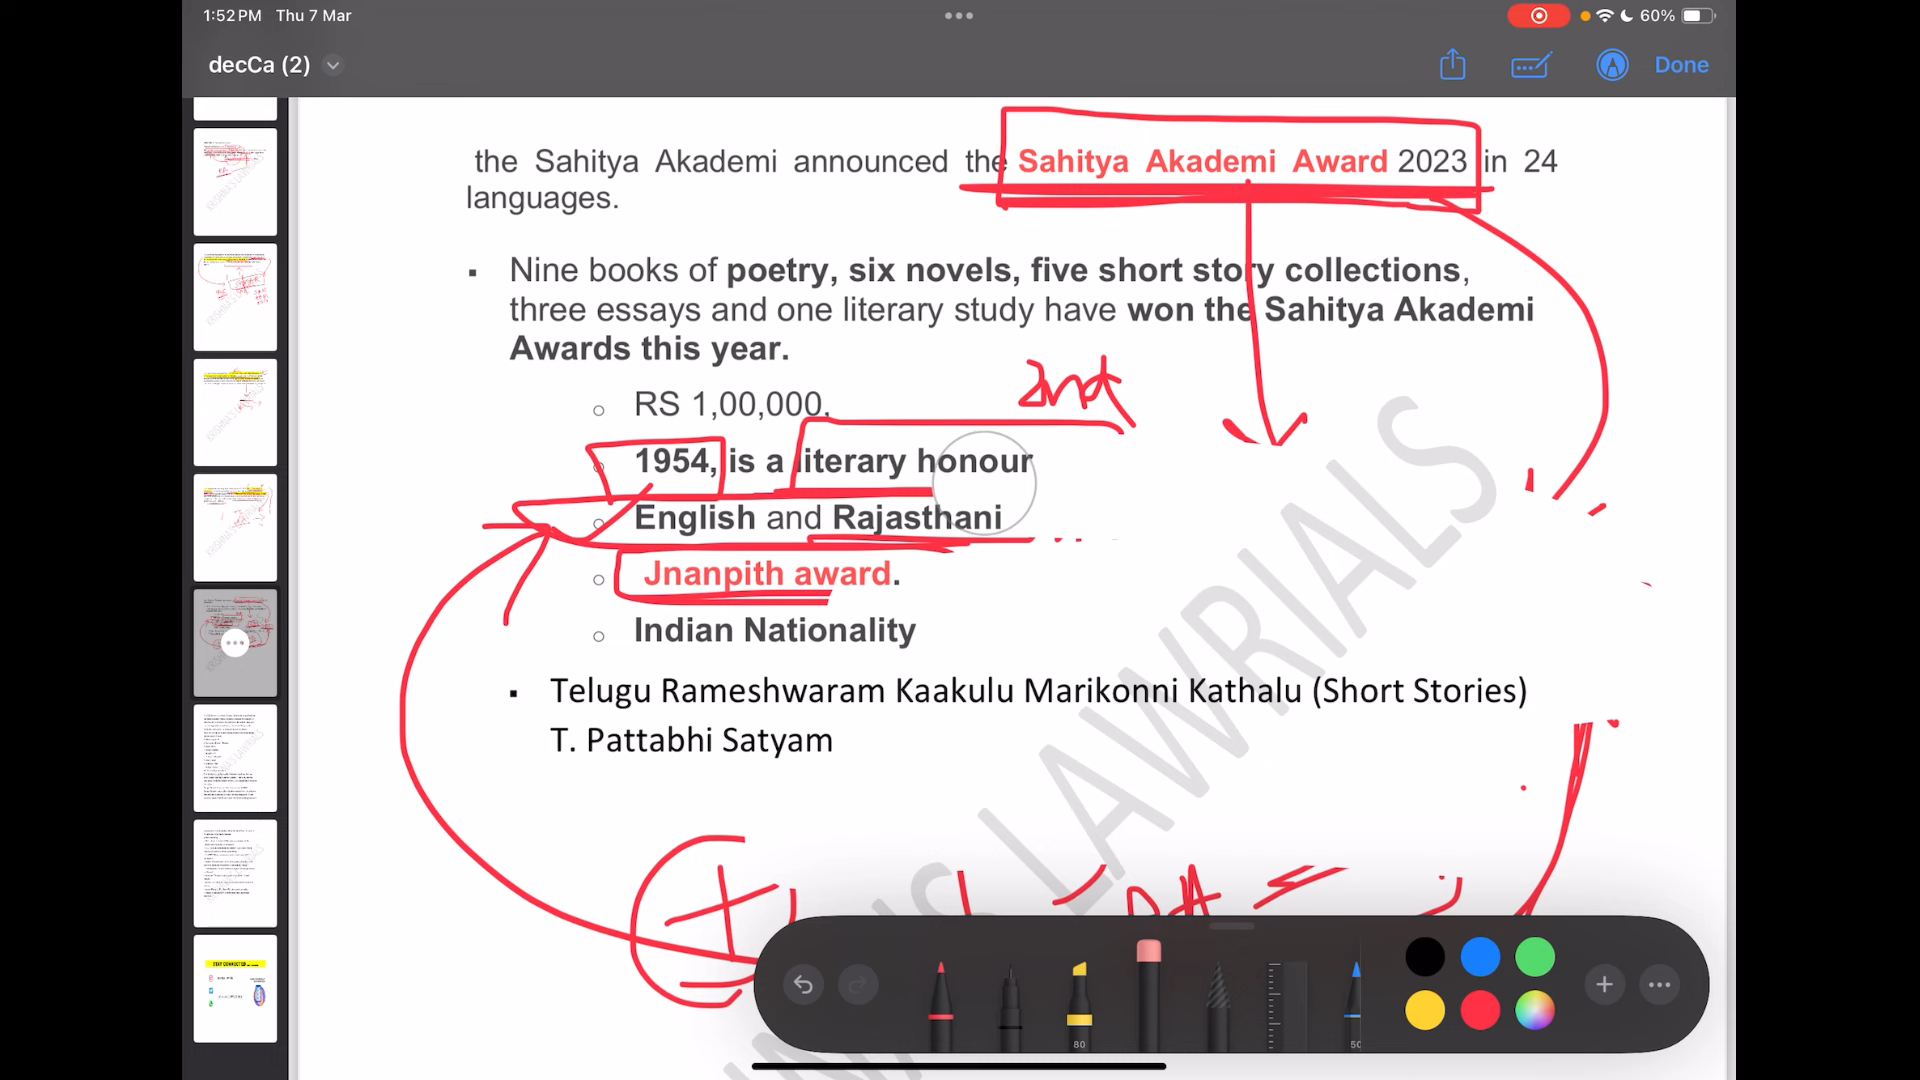 1:52 PM Thu 7 Mar
60%
decCa (2)
Done
the Sahitya Akademi announced the Sahitya Akademi Award 2023 in 24
languages.
▪ Nine books of poetry, six novels, five short story collections,
three essays and one literary study have won the Sahitya Akademi
Awards this year.
2nd
○ RS 1,00,000,
○ 1954, is a literary honour
○ English and Rajasthani
○ Jnanpith award.
○ Indian Nationality
▪ Telugu Rameshwaram Kaakulu Marikonni Kathalu (Short Stories)
T. Pattabhi Satyam
LAWRIALS
80
50